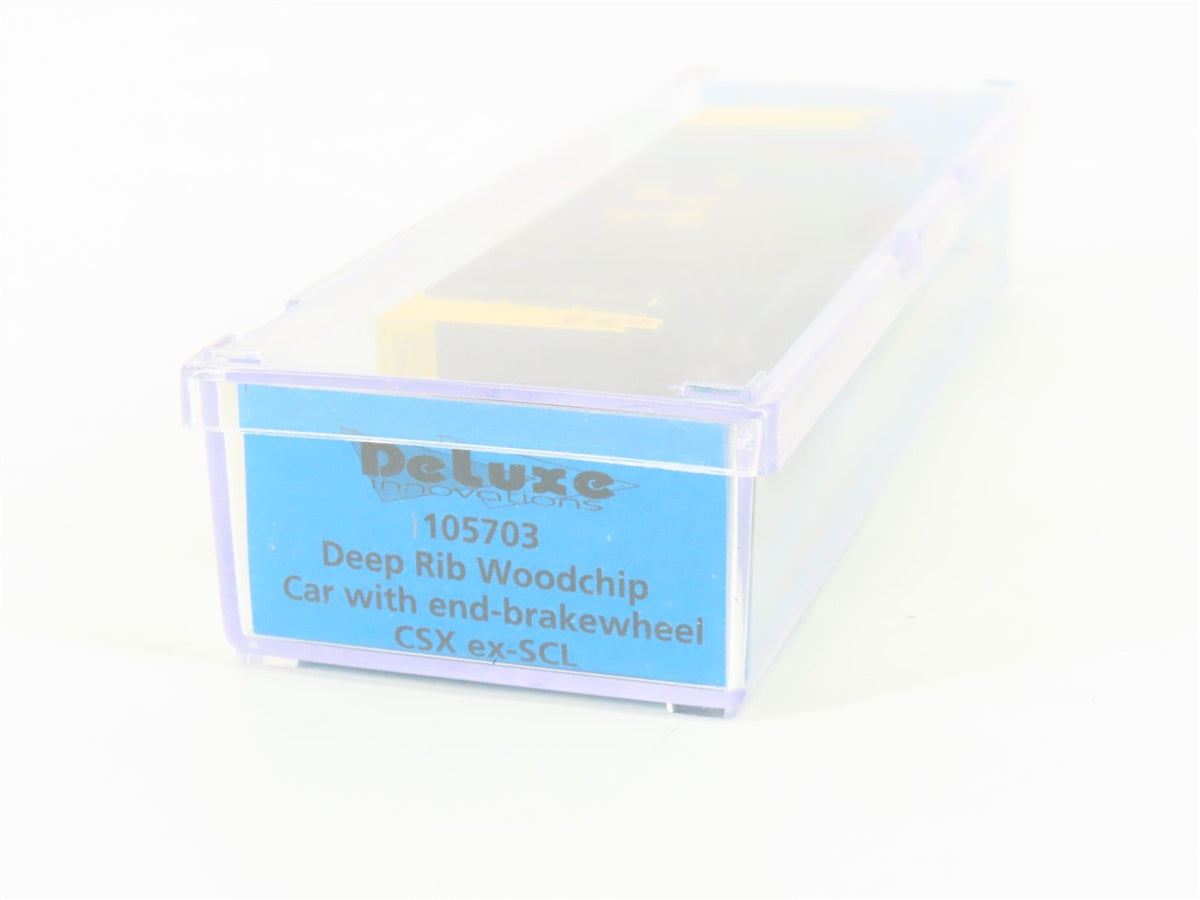 DeLuxe
innovations
105703
Deep Rib Woodchip
Car with end-brakewheel
CSX ex-SCL